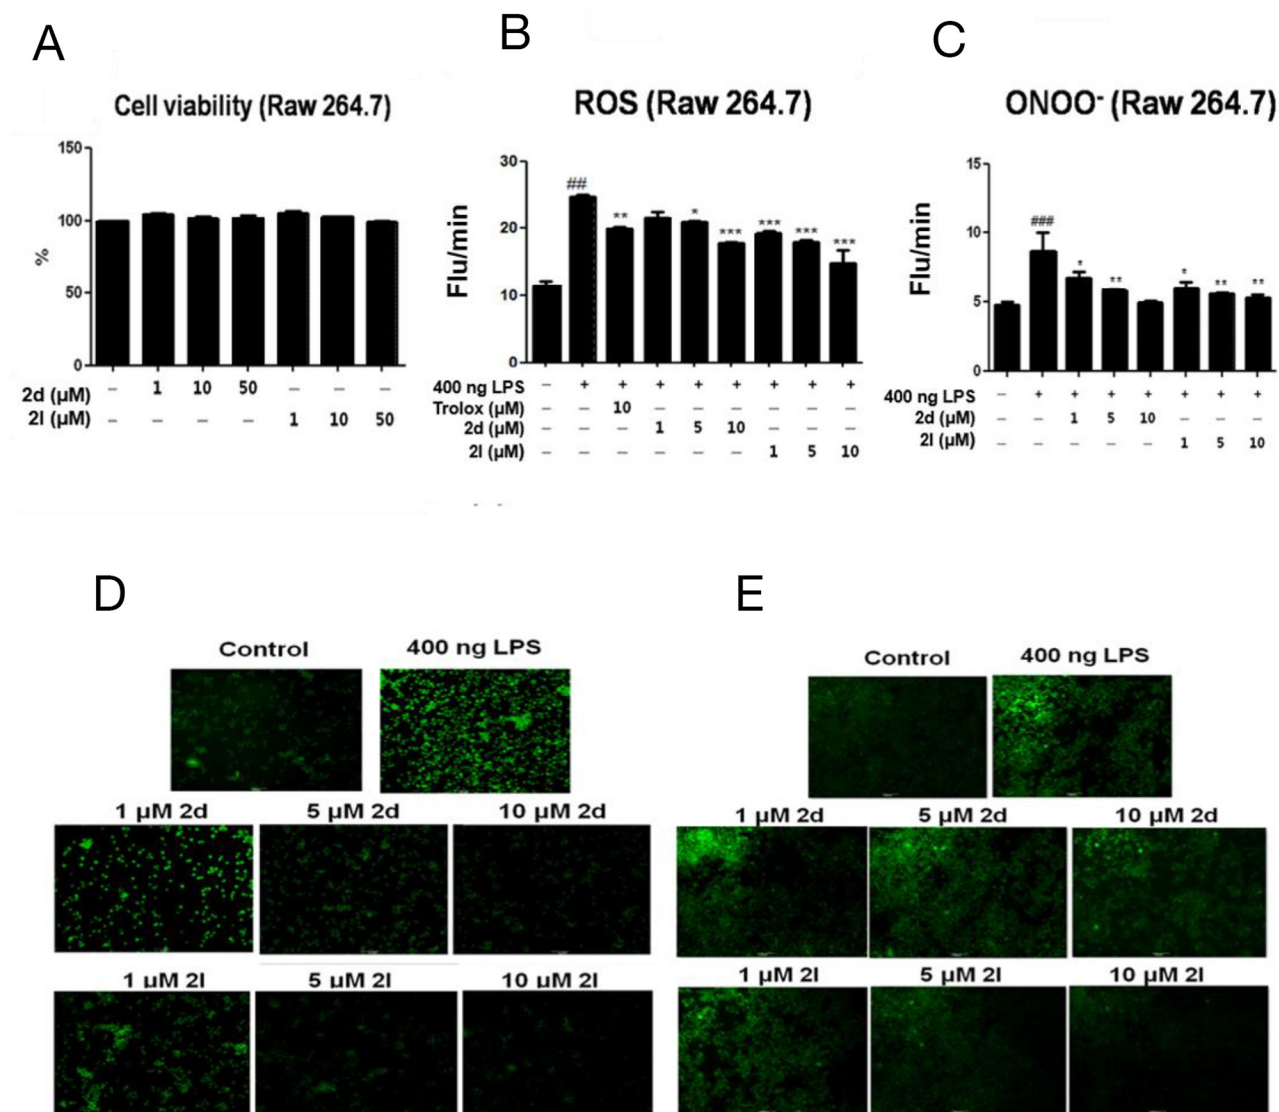 A
B
C
Cell viability (Raw 264.7)
150
100
50
0
%
2d (µM) – 1 10 50 – – –
2l (µM) – – – – 1 10 50
ROS (Raw 264.7)
30
20
10
0
Flu/min
## ** * *** *** *** ***
400 ng LPS – + + + + + + + +
Trolox (µM) – – 10 – – – – – –
2d (µM) – – – 1 5 10 – – –
2l (µM) – – – – – – 1 5 10
ONOO- (Raw 264.7)
15
10
5
0
Flu/min
### * ** * ** **
400 ng LPS – + + + + + + +
2d (µM) – – 1 5 10 – – –
2l (µM) – – – – – 1 5 10
D
Control 400 ng LPS
1 µM 2d 5 µM 2d 10 µM 2d
1 µM 2l 5 µM 2l 10 µM 2l
E
Control 400 ng LPS
1 µM 2d 5 µM 2d 10 µM 2d
1 µM 2l 5 µM 2l 10 µM 2l